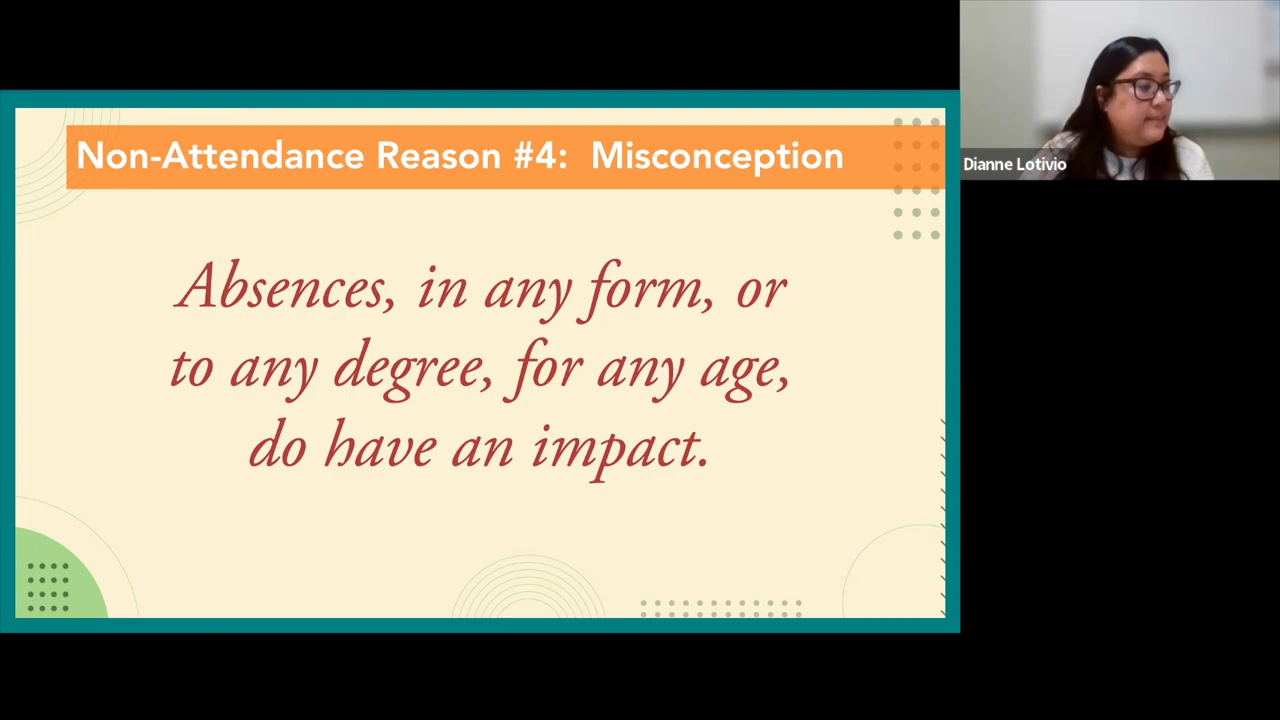 Non-Attendance Reason #4: Misconception
Absences, in any form, or
to any degree, for any age,
do have an impact.
Dianne Lotivio